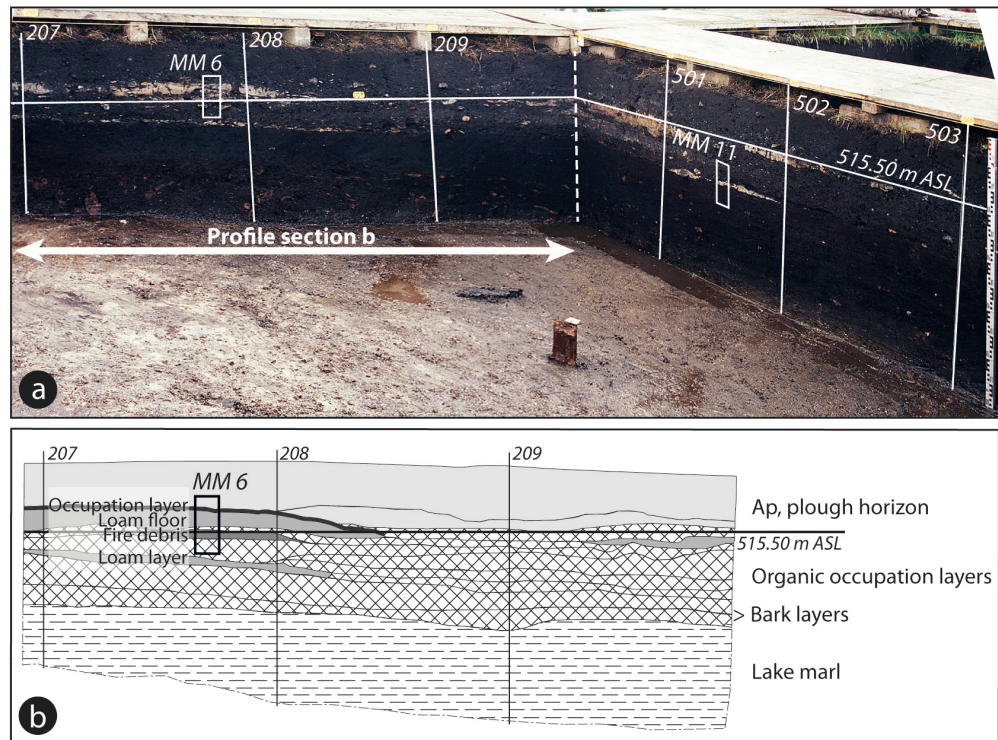 207
208
209
MM 6
501
502
503
MM 11
515.50 m ASL
Profile section b
a
207
208
209
MM 6
Occupation layer
Loam floor
Fire debris
Loam layer
Ap, plough horizon
515.50 m ASL
Organic occupation layers
> Bark layers
Lake marl
b